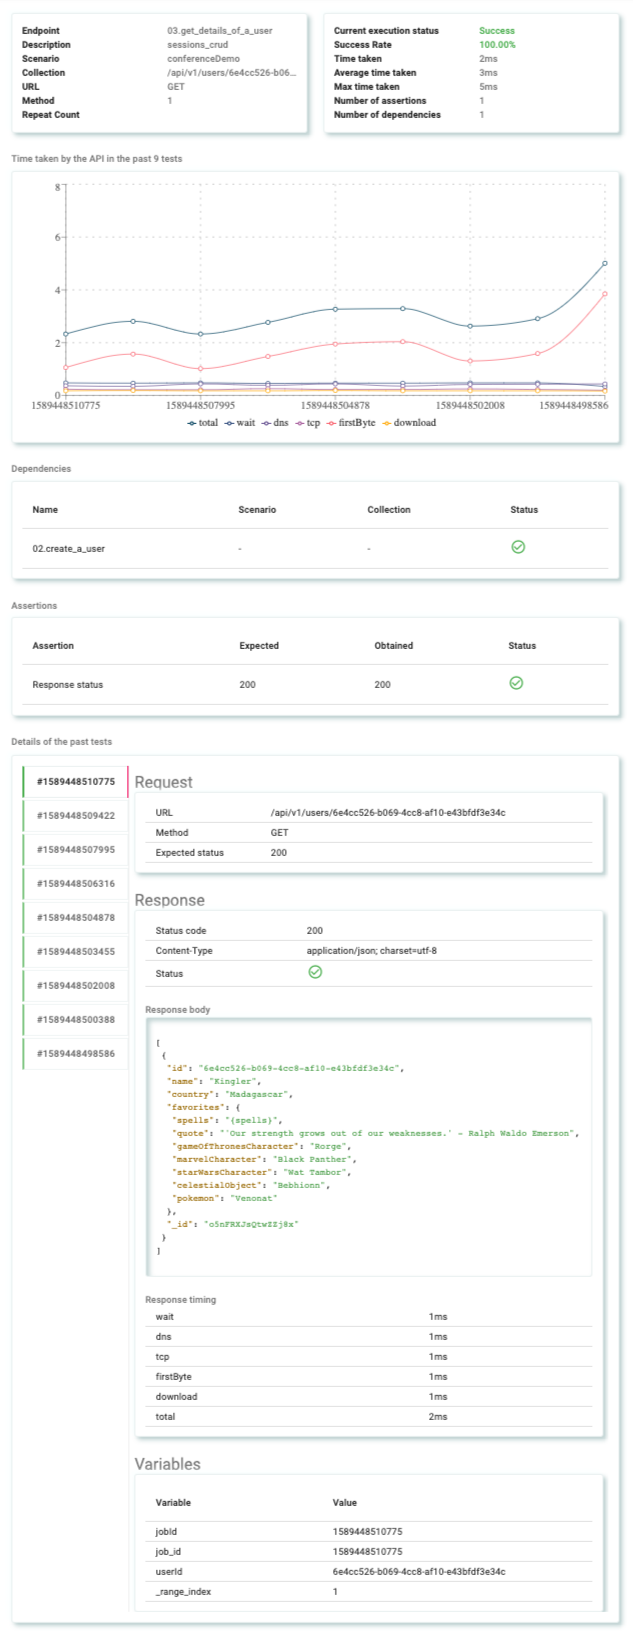 Endpoint 03.get_details_of_a_user
Description sessions_crud
Scenario conferenceDemo
Collection /api/v1/users/6e4cc526-b06...
URL GET
Method 1
Repeat Count
Current execution status Success
Success Rate 100.00%
Time taken 2ms
Average time taken 3ms
Max time taken 5ms
Number of assertions 1
Number of dependencies 1
Time taken by the API in the past 9 tests
8
6
4
2
0
1589448510775 1589448507995 1589448504878 1589448502008 1589448498586
total wait dns tcp firstByte download
Dependencies
Name Scenario Collection Status
02.create_a_user - -
Assertions
Assertion Expected Obtained Status
Response status 200 200
Details of the past tests
#1589448510775
#1589448509422
#1589448507995
#1589448506316
#1589448504878
#1589448503455
#1589448502008
#1589448500388
#1589448498586
Request
URL /api/v1/users/6e4cc526-b069-4cc8-af10-e43bfdf3e34c
Method GET
Expected status 200
Response
Status code 200
Content-Type application/json; charset=utf-8
Status
Response body
[
{
"id": "6e4cc526-b069-4cc8-af10-e43bfdf3e34c",
"name": "Kingler",
"country": "Madagascar",
"favorites": {
"spells": "{spells}",
"quote": "'Our strength grows out of our weaknesses.' - Ralph Waldo Emerson",
"gameOfThronesCharacter": "Rorge",
"marvelCharacter": "Black Panther",
"starWarsCharacter": "Wat Tambor",
"celestialObject": "Bebhionn",
"pokemon": "Venonat"
},
"_id": "o5nFRXJsQtwZZj8x"
}
]
Response timing
wait 1ms
dns 1ms
tcp 1ms
firstByte 1ms
download 1ms
total 2ms
Variables
Variable Value
jobId 1589448510775
job_id 1589448510775
userId 6e4cc526-b069-4cc8-af10-e43bfdf3e34c
_range_index 1